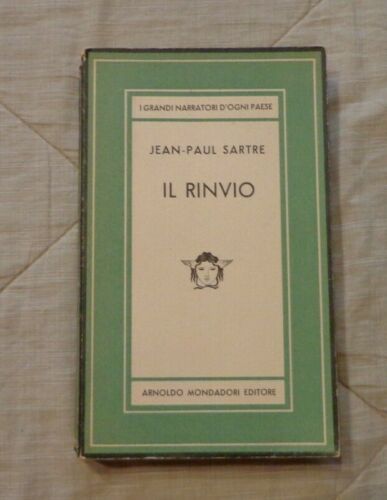 I GRANDI NARRATORI D'OGNI PAESE
JEAN-PAUL SARTRE
IL RINVIO
ARNOLDO MONDADORI EDITORE